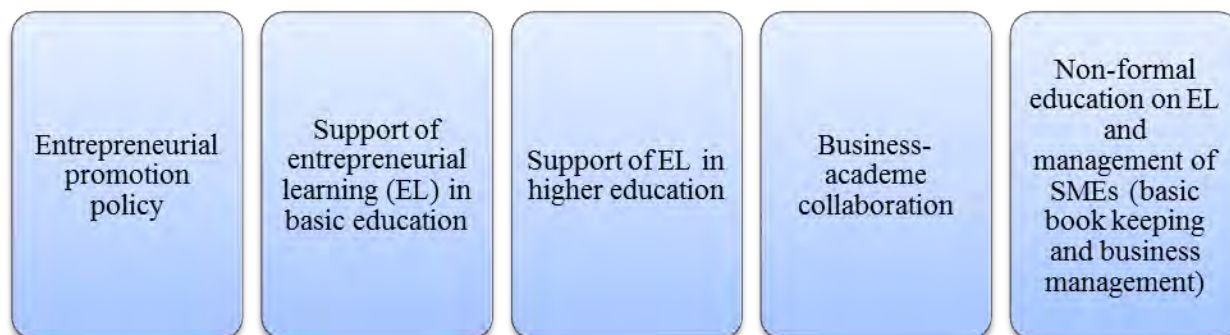 Entrepreneurial
promotion
policy
Support of
entrepreneurial
learning (EL) in
basic education
Support of EL in
higher education
Business-
academe
collaboration
Non-formal
education on EL
and
management of
SMEs (basic
book keeping
and business
management)